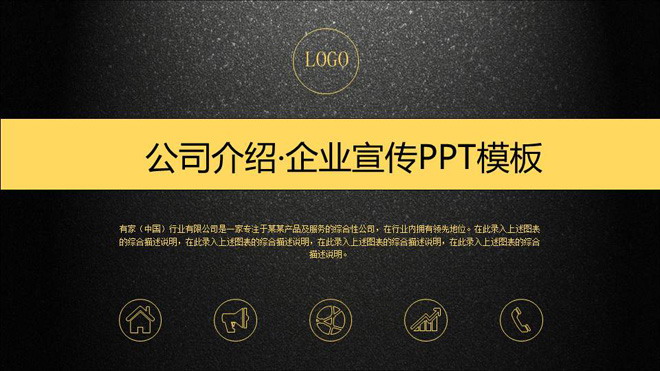 LOGO
公司介绍·企业宣传PPT模板
有家（中国）行业有限公司是一家专注于某某产品及服务的综合性公司，在行业内拥有领先地位。在此录入上述图表
的综合描述说明，在此录入上述图表的综合描述说明，在此录入上述图表的综合描述说明，在此录入上述图表的综合
描述说明。